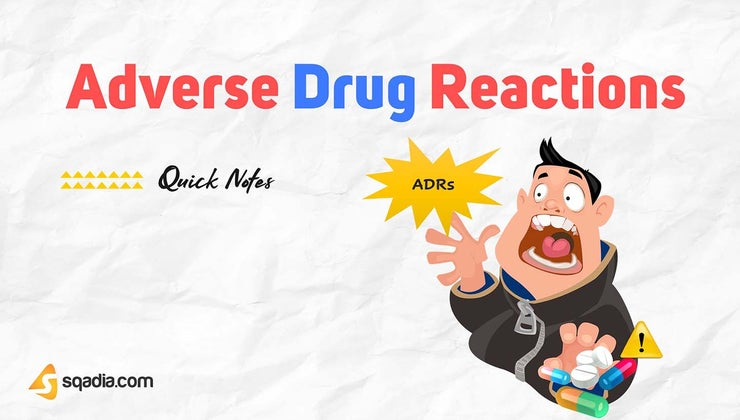 Adverse Drug Reactions
Quick Notes
ADRs
!
sqadia.com